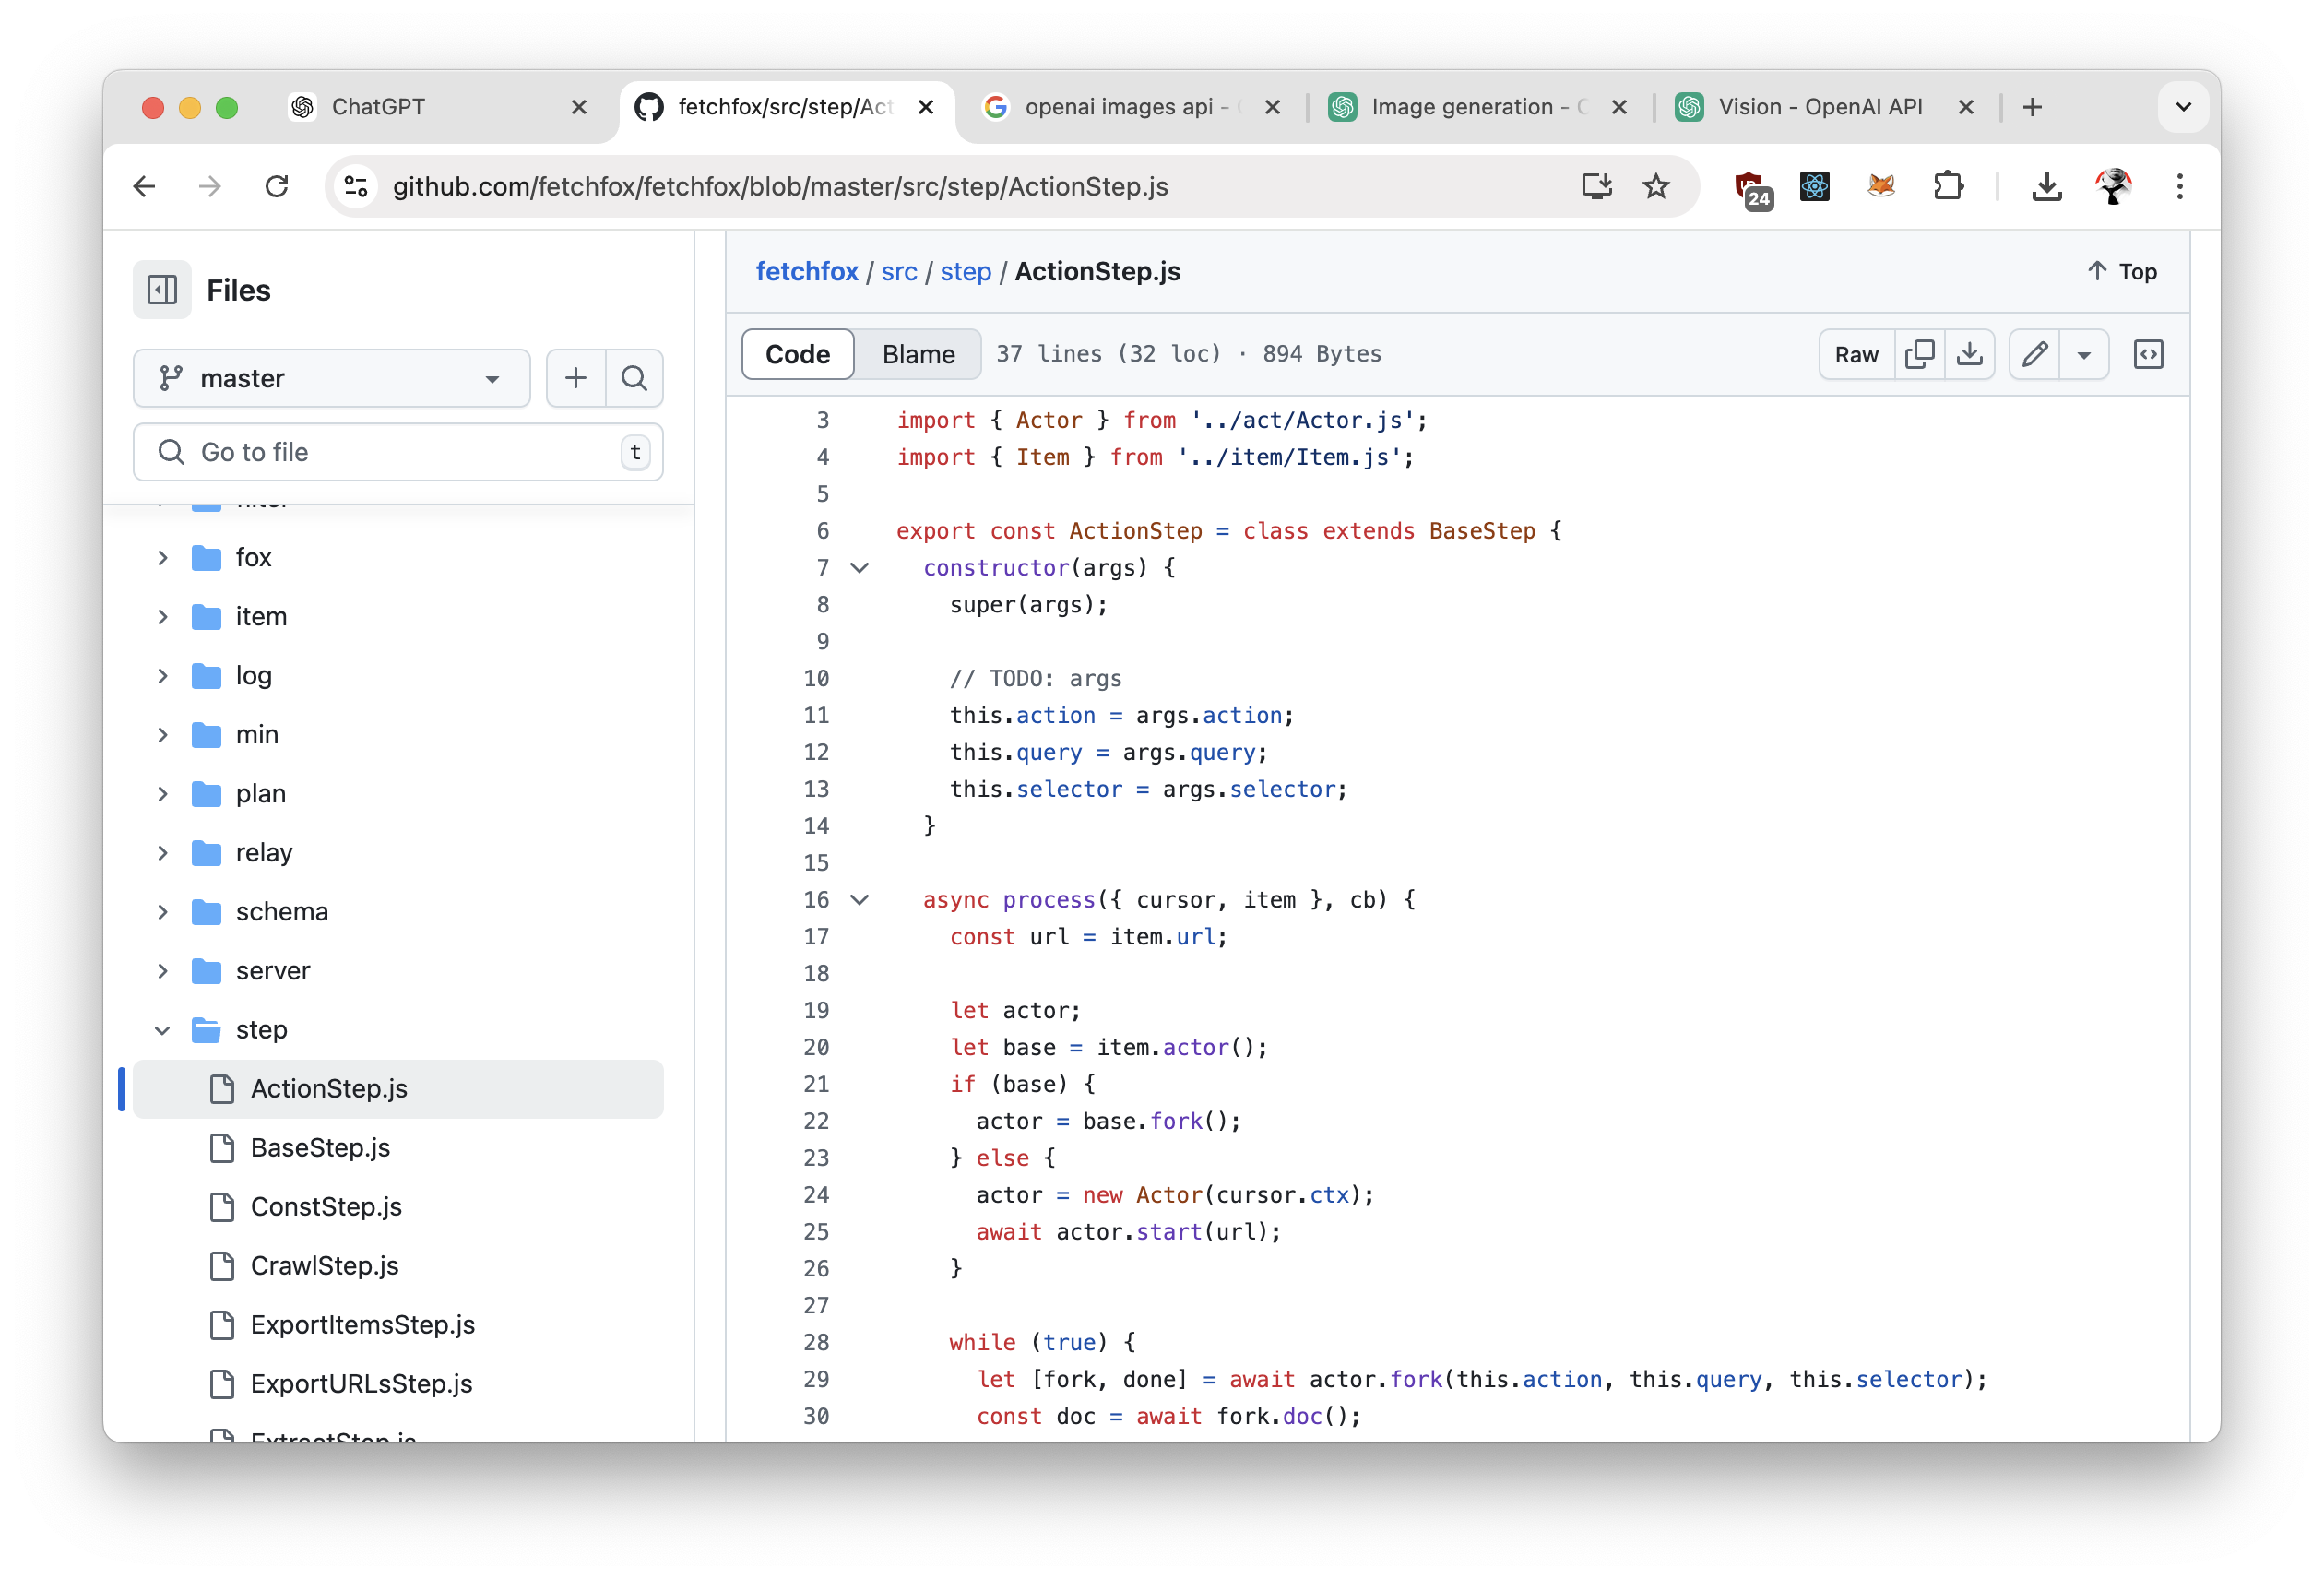 ChatGPT
fetchfox/src/step/Act
openai images api -
Image generation -
Vision - OpenAI API
github.com/fetchfox/fetchfox/blob/master/src/step/ActionStep.js
24
Files
master
Go to file
t
fox
item
log
min
plan
relay
schema
server
step
ActionStep.js
BaseStep.js
ConstStep.js
CrawlStep.js
ExportItemsStep.js
ExportURLsStep.js
ExtractStep.js
fetchfox / src / step / ActionStep.js
Top
Code Blame 37 lines (32 loc) · 894 Bytes
Raw
3 import { Actor } from '../act/Actor.js';
4 import { Item } from '../item/Item.js';
5
6 export const ActionStep = class extends BaseStep {
7 constructor(args) {
8 super(args);
9
10 // TODO: args
11 this.action = args.action;
12 this.query = args.query;
13 this.selector = args.selector;
14 }
15
16 async process({ cursor, item }, cb) {
17 const url = item.url;
18
19 let actor;
20 let base = item.actor();
21 if (base) {
22 actor = base.fork();
23 } else {
24 actor = new Actor(cursor.ctx);
25 await actor.start(url);
26 }
27
28 while (true) {
29 let [fork, done] = await actor.fork(this.action, this.query, this.selector);
30 const doc = await fork.doc();